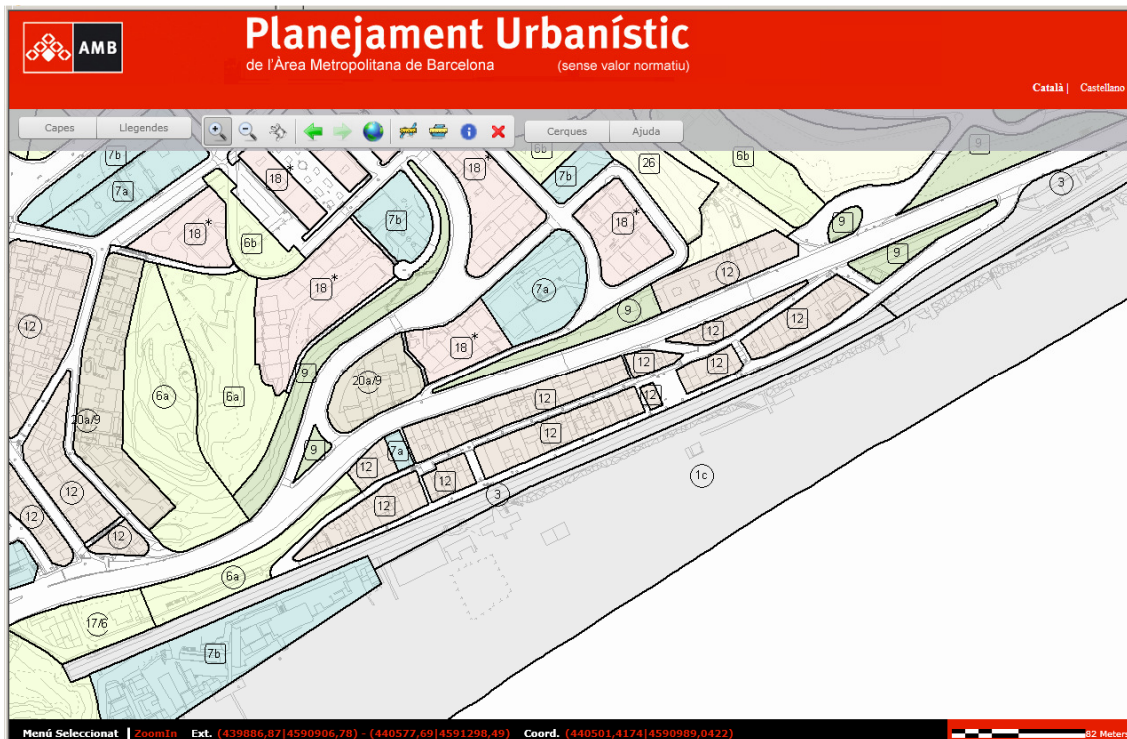 AMB
Planejament Urbanístic
de l'Àrea Metropolitana de Barcelona (sense valor normatiu)
Català | Castellano
Capes Llegendes Cerques Ajuda
7b 18* 6b 26 6b 9
7a 7b 3
18* 6b 7b 18* 9
9
18* 7a 12
12 9 12 12
6a 6a 9 20a/9 18* 12 12
20a/9 12 12
9 12
12 7a
12 12 3 1c
12 12 12
6a
17/6
7b
Menú Seleccionat | ZoomIn Ext. (439886,87|4590906,78) - (440577,69|4591298,49) Coord. (440501,4174|4590989,0422) 82 Meters